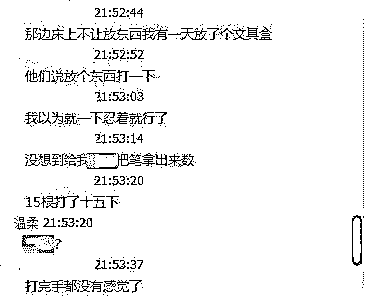 21:52:44
那边床上不让放东西我有一天放了个文具盒
21:52:52
他们说放个东西打一下
21:53:03
我以为就一下忍着就行了
21:53:14
没想到给我 把笔拿出来数
21:53:20
15根打了十五下
温柔 21:53:20
?
21:53:37
打完手都没有感觉了